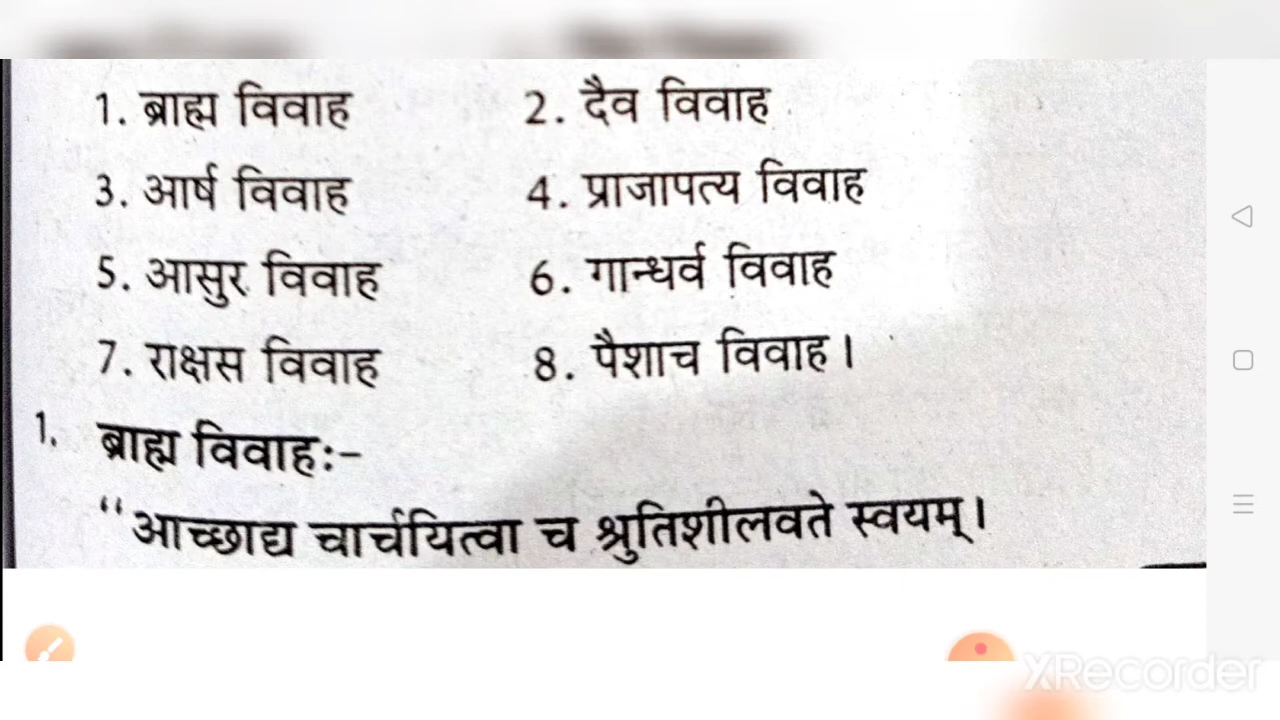 1. ब्राह्म विवाह 2. दैव विवाह
3. आर्ष विवाह 4. प्राजापत्य विवाह
5. आसुर विवाह 6. गान्धर्व विवाह
7. राक्षस विवाह 8. पैशाच विवाह।
1. ब्राह्म विवाहः-
“आच्छाद्य चार्चयित्वा च श्रुतिशीलवते स्वयम्।
XRecorder